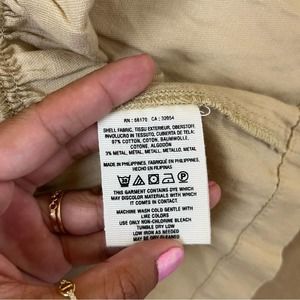 RN : 58170 CA : 32654
SHELL FABRIC, TISSU EXTERIEUR, OBERSTOFF,
INVOLUCRO IN TESSUTO, CUBIERTA DE TELA:
97% COTTON, COTON, BAUMWOLLE,
COTONE, ALGODÓN
3% METAL, METAL, METALL, METALLO, METAL
MADE IN PHILIPPINES, FABRIQUÉ EN PHILIPPINES,
HECHO EN FILIPINAS
THIS GARMENT CONTAINS DYE WHICH
MAY DISCOLOR MATERIALS WITH WHICH
IT COMES IN CONTACT.
MACHINE WASH COLD GENTLE WITH
LIKE COLORS
USE ONLY NON-CHLORINE BLEACH
TUMBLE DRY LOW
LOW IRON AS NEEDED
MAY BE DRY CLEANED